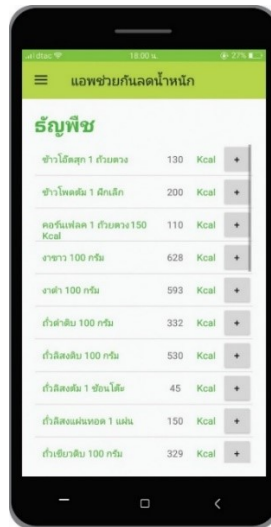 dtac 18:00 น. 27%
แอพช่วยกันลดน้ำหนัก
ธัญพืช
ข้าวโอ๊ตสุก 1 ถ้วยตวง 130 Kcal +
ข้าวโพดต้ม 1 ฝักเล็ก 200 Kcal +
คอร์นเฟลค 1 ถ้วยตวง150 110 Kcal +
Kcal
งาขาว 100 กรัม 628 Kcal +
งาดำ 100 กรัม 593 Kcal +
ถั่วดำดิบ 100 กรัม 332 Kcal +
ถั่วลิสงดิบ 100 กรัม 530 Kcal +
ถั่วลิสงต้ม 1 ช้อนโต๊ะ 45 Kcal +
ถั่วลิสงแผ่นทอด 1 แผ่น 150 Kcal +
ถั่วเขียวดิบ 100 กรัม 329 Kcal +